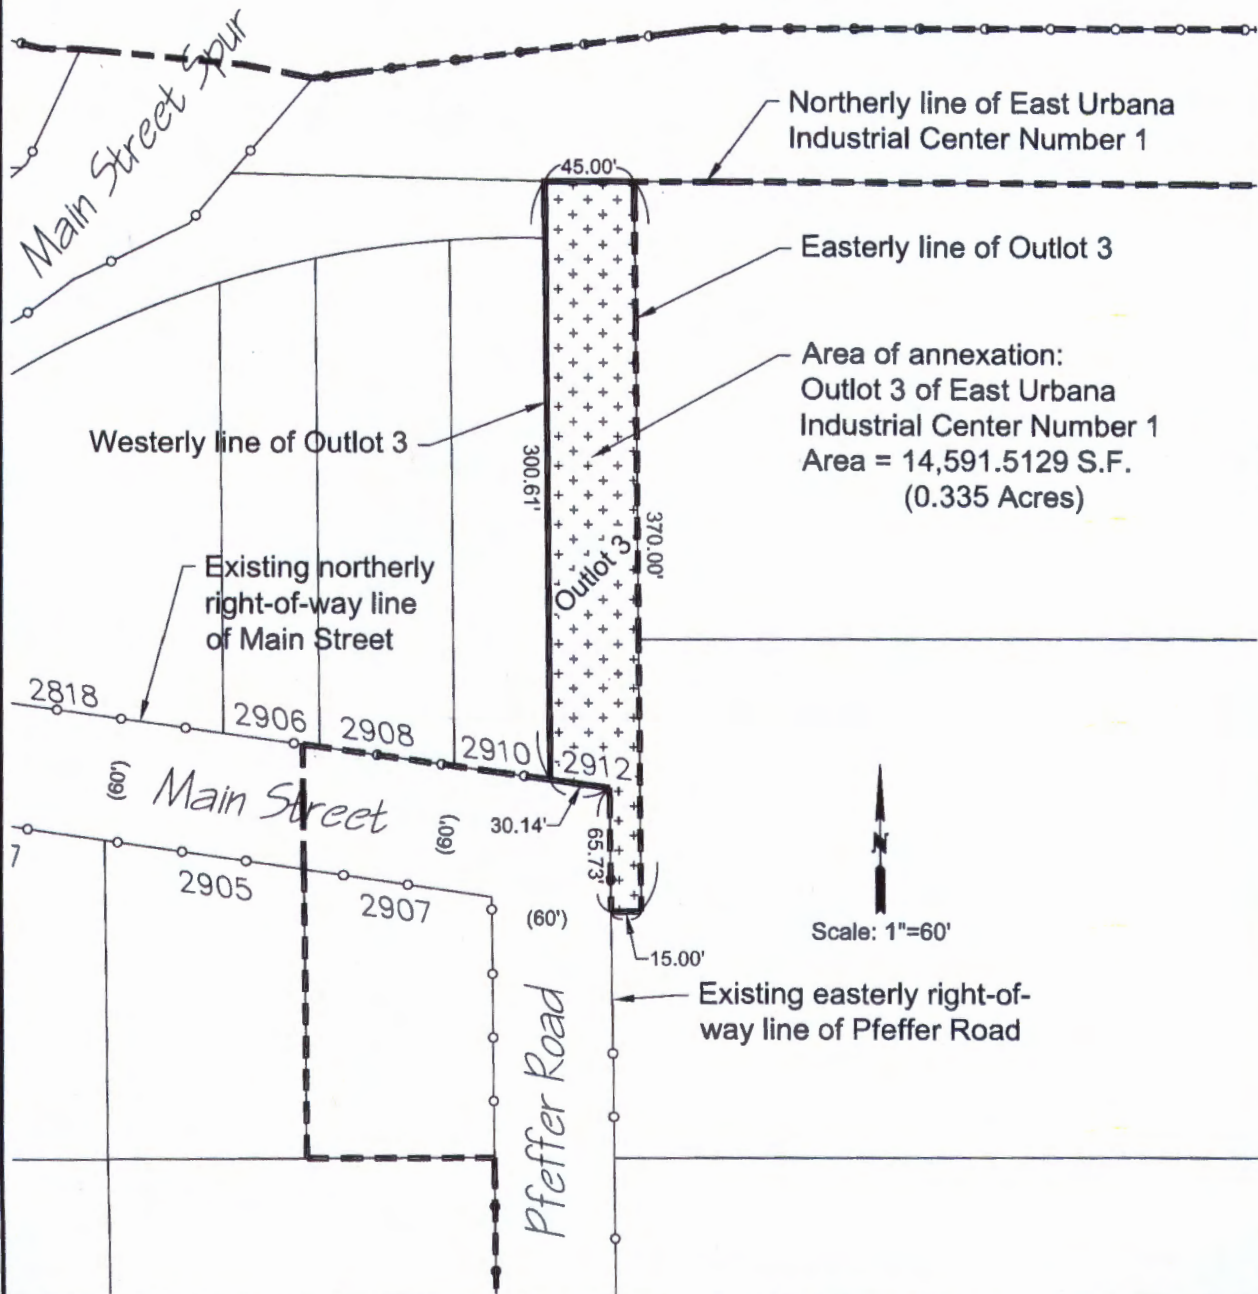 Main Street Spur
Northerly line of East Urbana
Industrial Center Number 1
45.00'
Easterly line of Outlot 3
Area of annexation:
Outlot 3 of East Urbana
Industrial Center Number 1
Area = 14,591.5129 S.F.
(0.335 Acres)
Westerly line of Outlot 3
300.61'
370.00'
Outlot 3
Existing northerly
right-of-way line
of Main Street
2818
2906
2908
2910
2912
(60')
Main Street
(60')
30.14'
65.73'
7
2905
2907
(60')
15.00'
N
Scale: 1"=60'
Existing easterly right-of-
way line of Pfeffer Road
Pfeffer Road